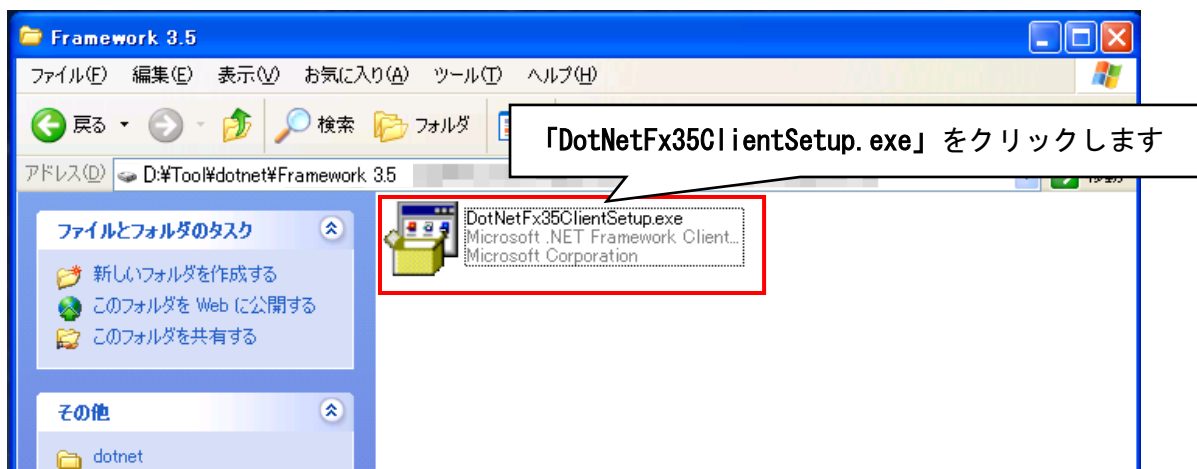 Framework 3.5
ファイル(F) 編集(E) 表示(V) お気に入り(A) ツール(T) ヘルプ(H)
戻る 検索 フォルダ
「DotNetFx35ClientSetup.exe」をクリックします
アドレス(D) D:¥Tool¥dotnet¥Framework 3.5
ファイルとフォルダのタスク
新しいフォルダを作成する
このフォルダを Web に公開する
このフォルダを共有する
その他
dotnet
DotNetFx35ClientSetup.exe
Microsoft .NET Framework Client...
Microsoft Corporation